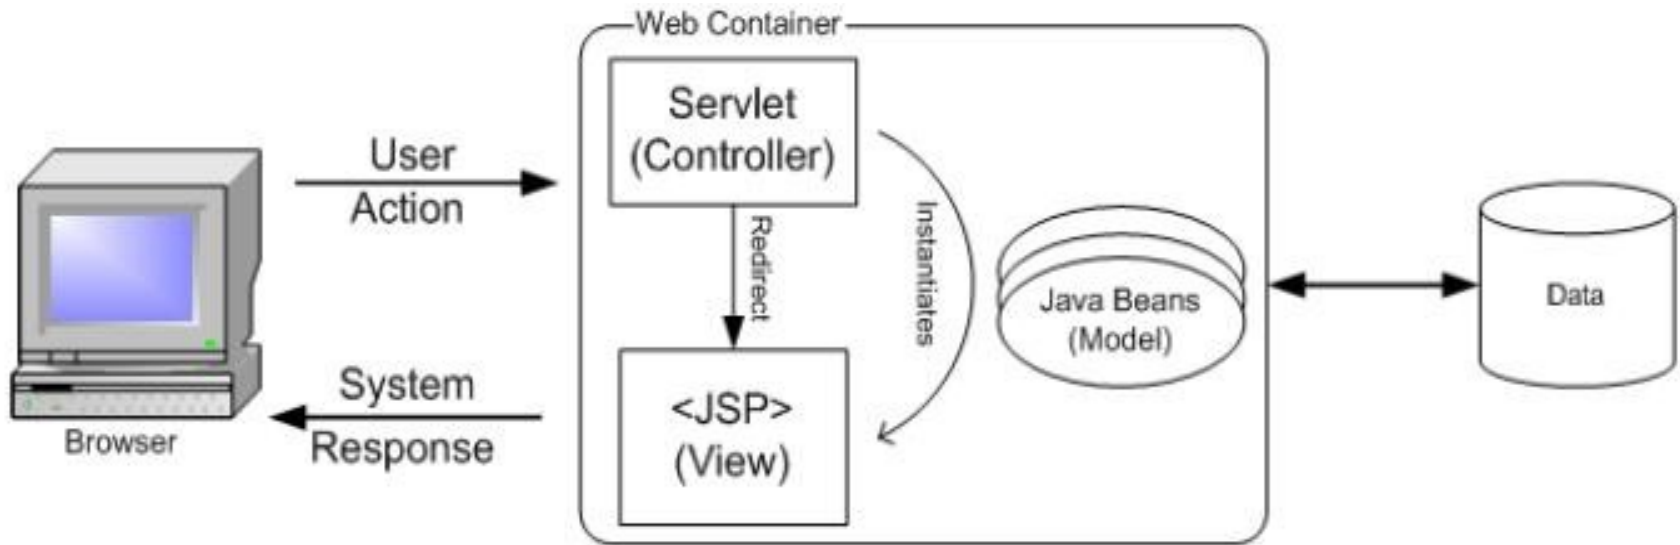 Web Container
Servlet
(Controller)
User
Action
Redirect
Instantiates
Java Beans
(Model)
Data
<JSP>
(View)
System
Response
Browser